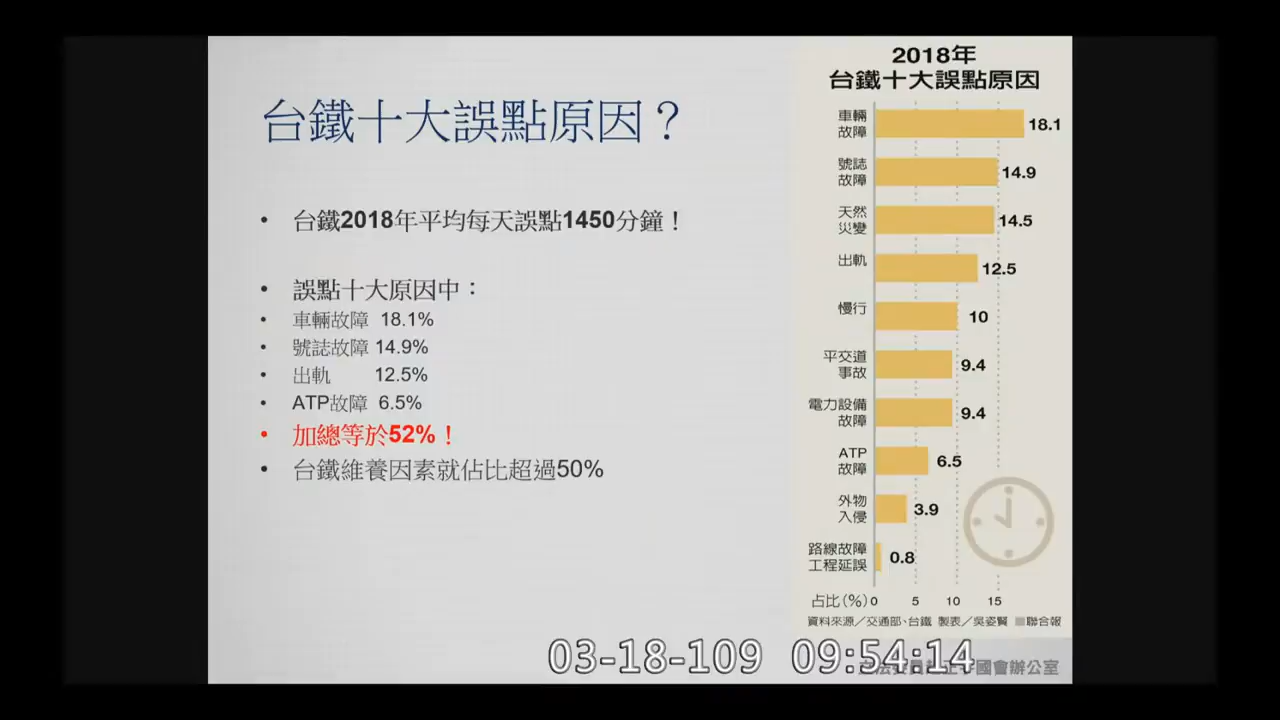 台鐵十大誤點原因？
• 台鐵2018年平均每天誤點1450分鐘！
• 誤點十大原因中：
• 車輛故障 18.1%
• 號誌故障 14.9%
• 出軌 12.5%
• ATP故障 6.5%
• 加總等於52%！
• 台鐵維養因素就佔比超過50%
2018年
台鐵十大誤點原因
車輛
故障
18.1
號誌
故障
14.9
天然
災變
14.5
出軌
12.5
慢行
10
平交道
事故
9.4
電力設備
故障
9.4
ATP
故障
6.5
外物
入侵
3.9
路線故障
工程延誤
0.8
占比(%) 0 5 10 15
資料來源／交通部、台鐵 製表／吳姿賢 ■聯合報
03-18-109 09:54:14
國會辦公室